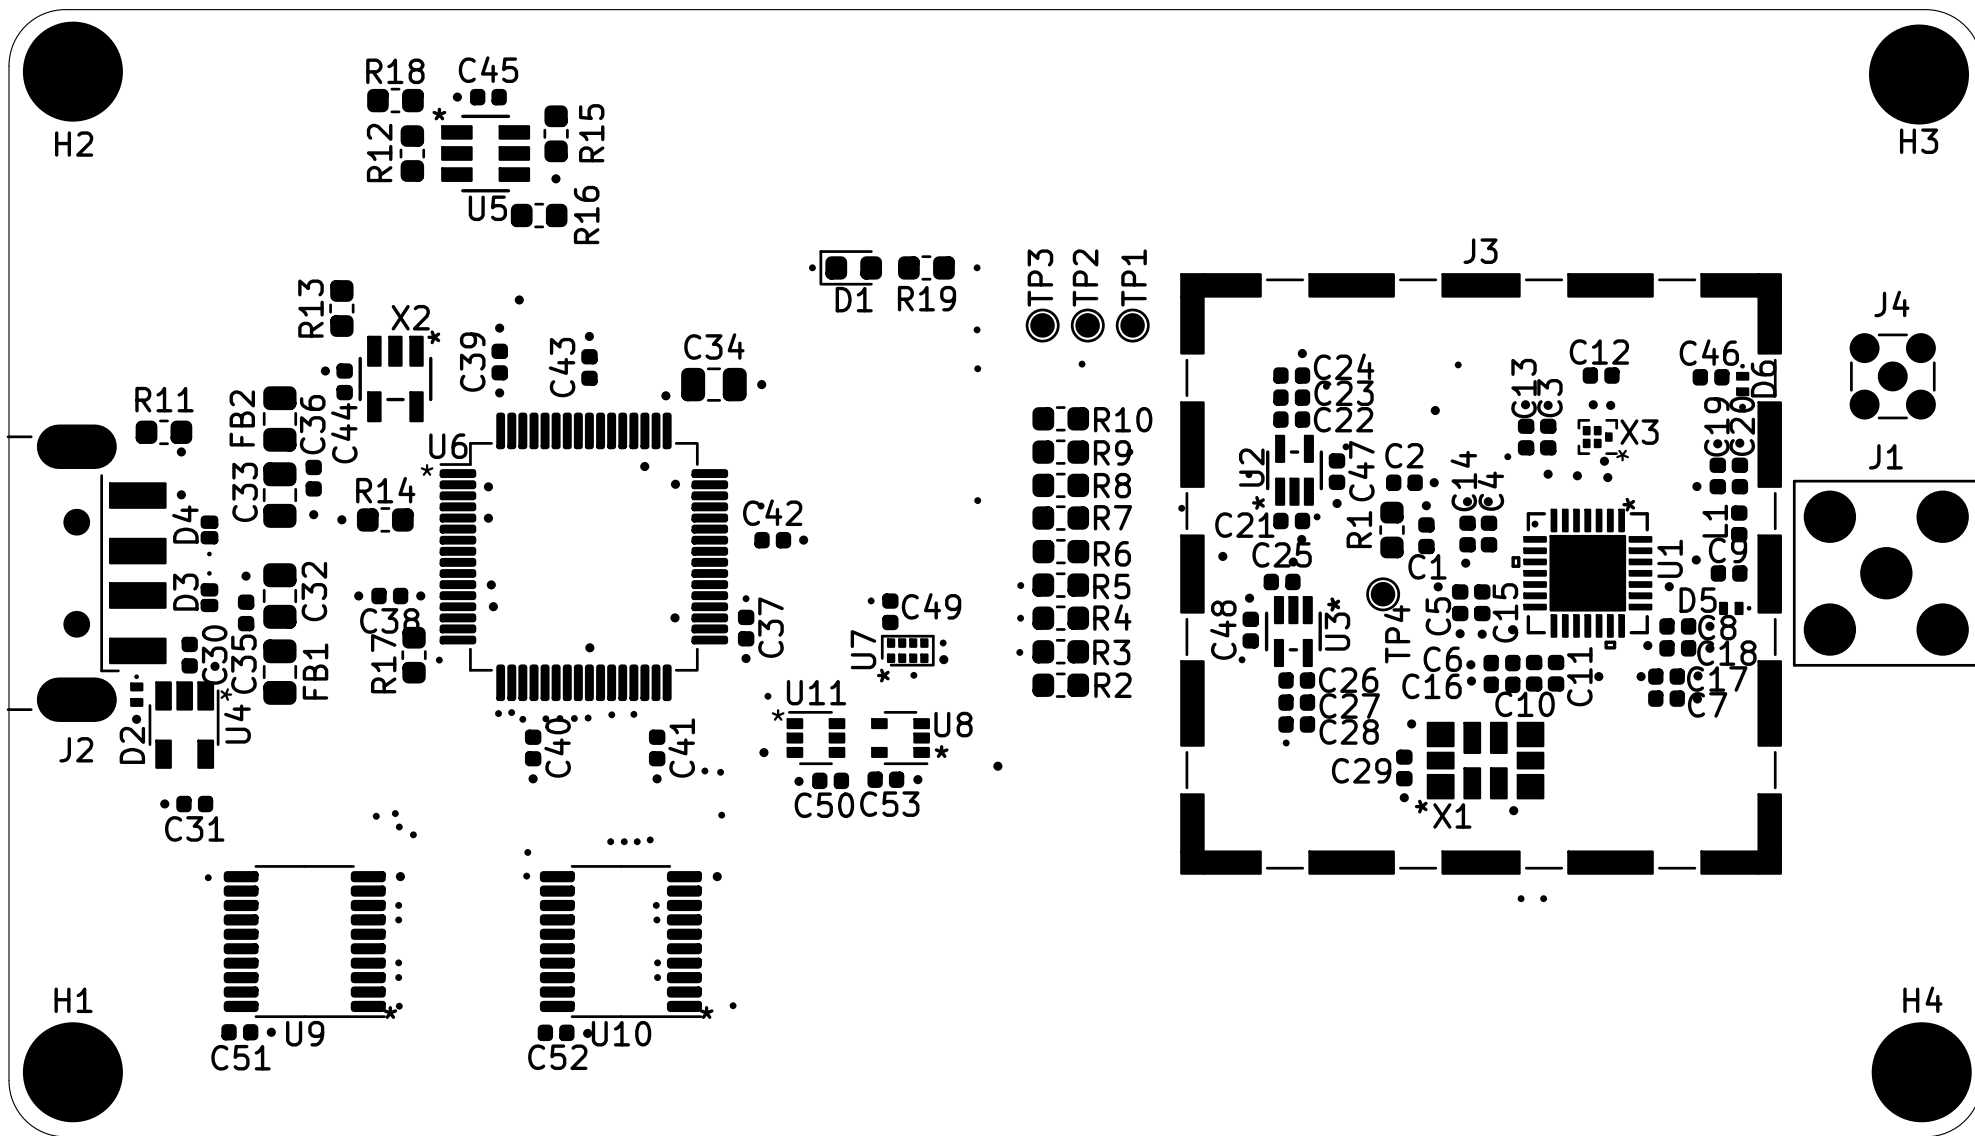 R18
C45
H2
R12
*
R15
H3
U5
R16
J3
D1
R19
TP3
TP2
TP1
R13
X2
*
C39
C43
C34
J4
C24
C23
C22
C12
C13
C3
C46
D6
R11
FB2
C36
C44
U6
*
R10
R9
R8
R7
R6
R5
R4
R3
R2
U2
*
C47
C2
X3
*
C19
C20
J1
C33
R14
C42
C14
C4
*
D4
C21
R1
L1
C25
C1
U1
C9
D3
C32
C38
C49
C48
U3
*
TP4
C5
C15
D5
C8
C18
C30
C35
FB1
R17
C37
U7
*
C6
C16
C11
C17
C7
C26
C27
C28
C10
U11
*
U8
*
D2
U4
*
J2
C40
C41
C29
X1
*
C50
C53
C31
H1
H4
*
*
U9
U10
C51
C52